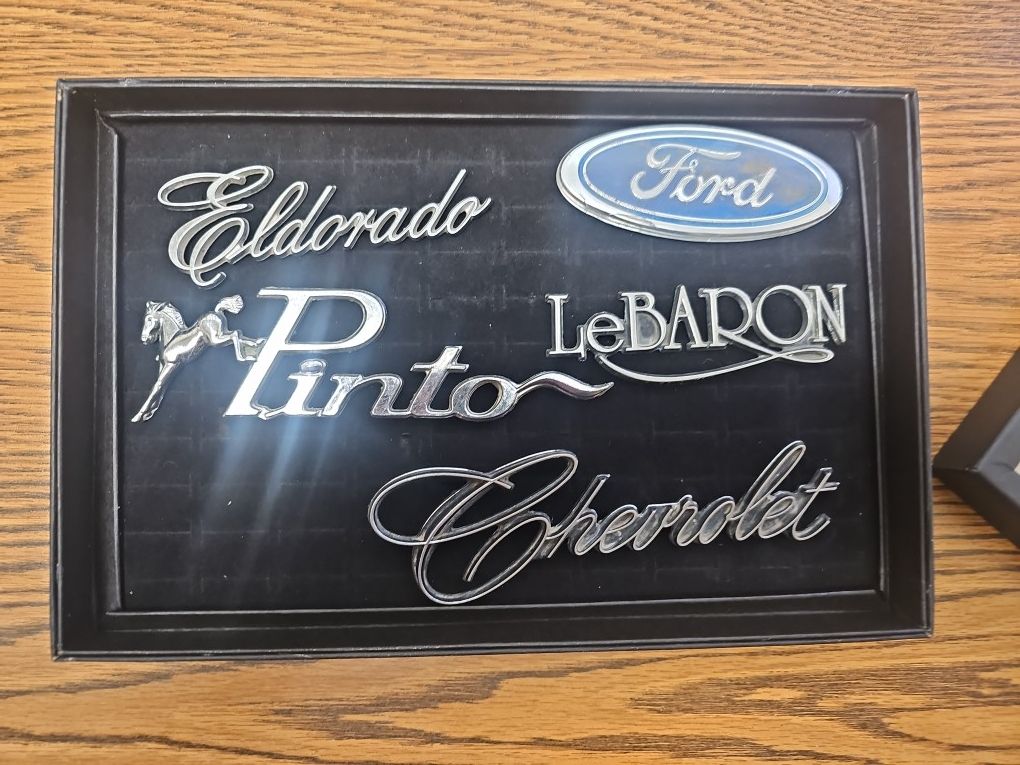 Eldorado
Ford
Pinto
LeBARON
Chevrolet